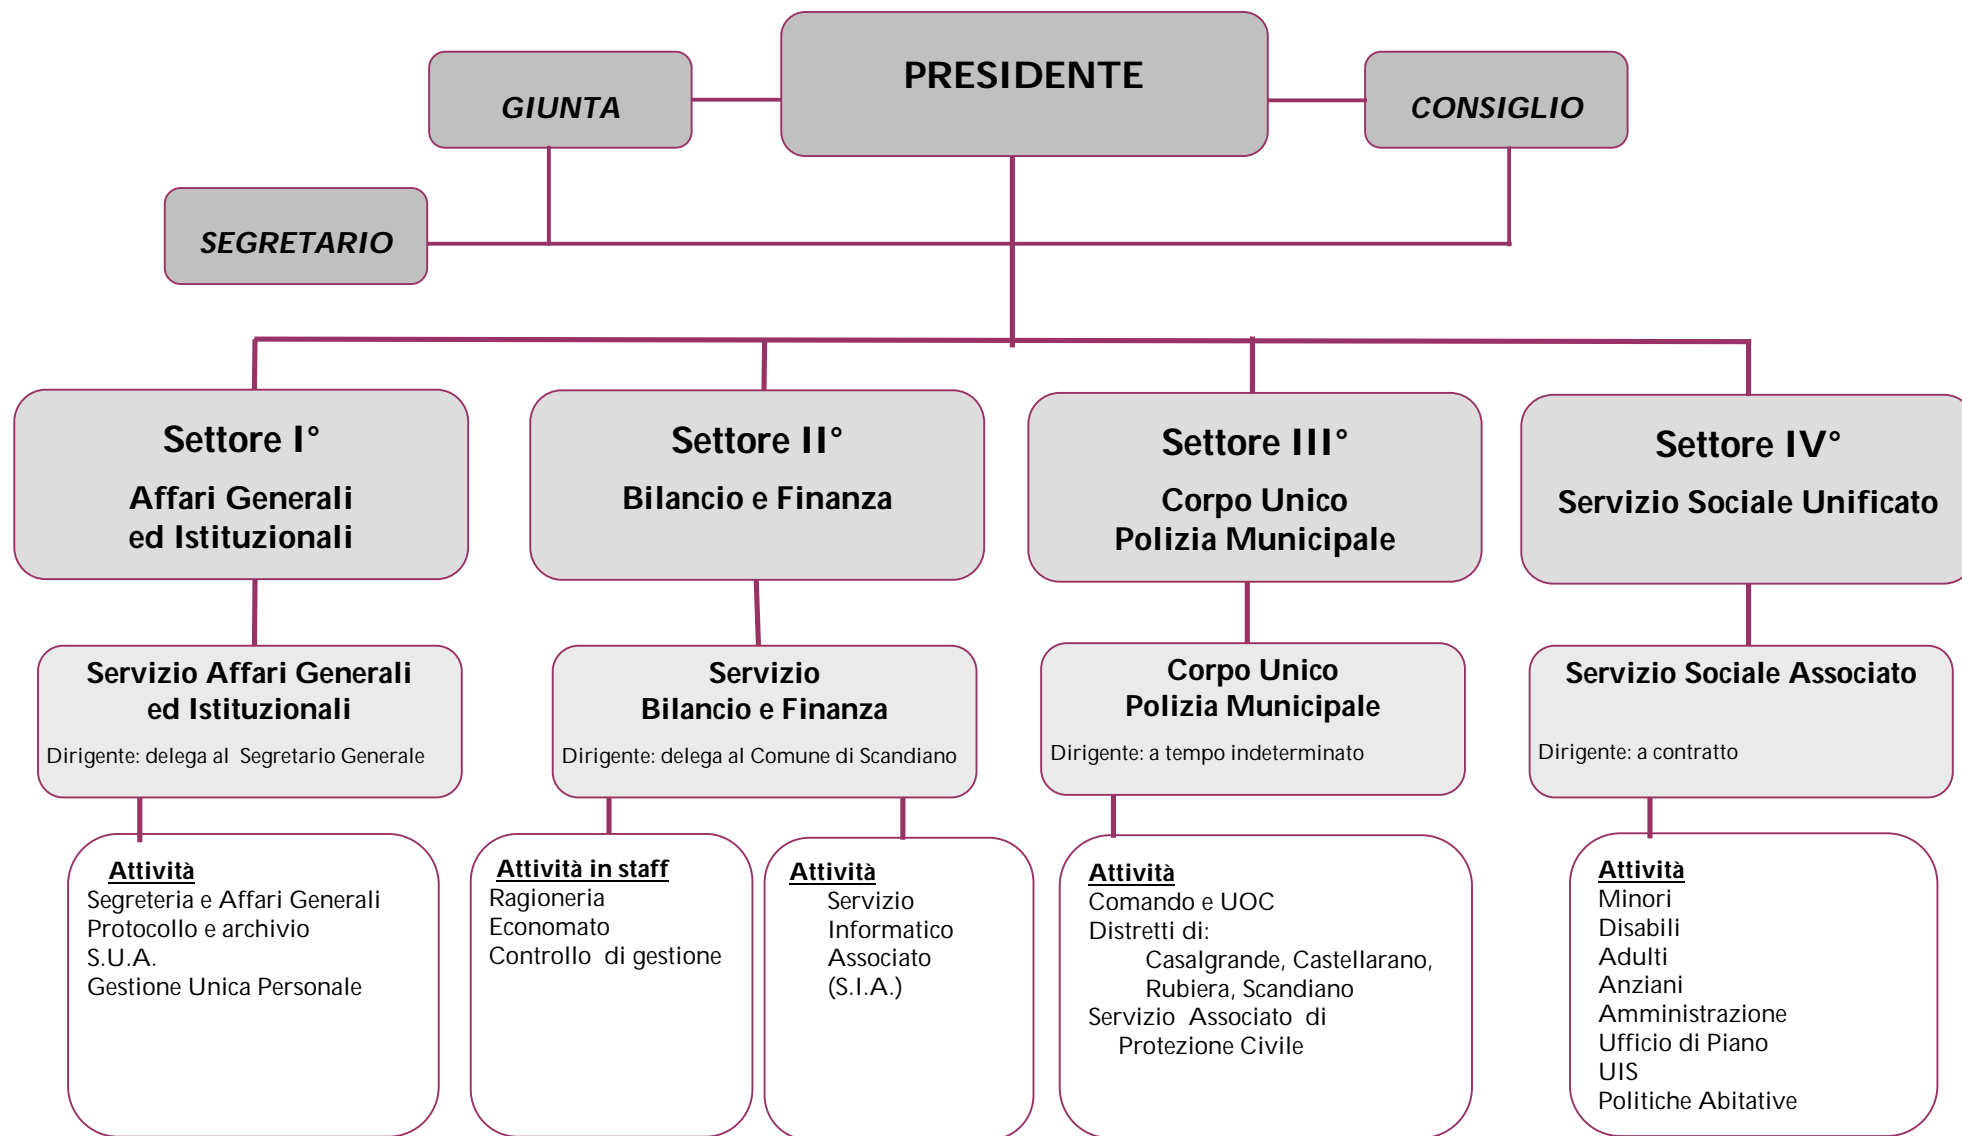 PRESIDENTE
GIUNTA
CONSIGLIO
SEGRETARIO
Settore I°
Affari Generali
ed Istituzionali
Settore II°
Bilancio e Finanza
Settore III°
Corpo Unico
Polizia Municipale
Settore IV°
Servizio Sociale Unificato
Servizio Affari Generali
ed Istituzionali
Dirigente: delega al Segretario Generale
Servizio
Bilancio e Finanza
Dirigente: delega al Comune di Scandiano
Corpo Unico
Polizia Municipale
Dirigente: a tempo indeterminato
Servizio Sociale Associato
Dirigente: a contratto
Attività
Segreteria e Affari Generali
Protocollo e archivio
S.U.A.
Gestione Unica Personale
Attività in staff
Ragioneria
Economato
Controllo di gestione
Attività
Servizio
Informatico
Associato
(S.I.A.)
Attività
Comando e UOC
Distretti di:
Casalgrande, Castellarano,
Rubiera, Scandiano
Servizio Associato di
Protezione Civile
Attività
Minori
Disabili
Adulti
Anziani
Amministrazione
Ufficio di Piano
UIS
Politiche Abitative